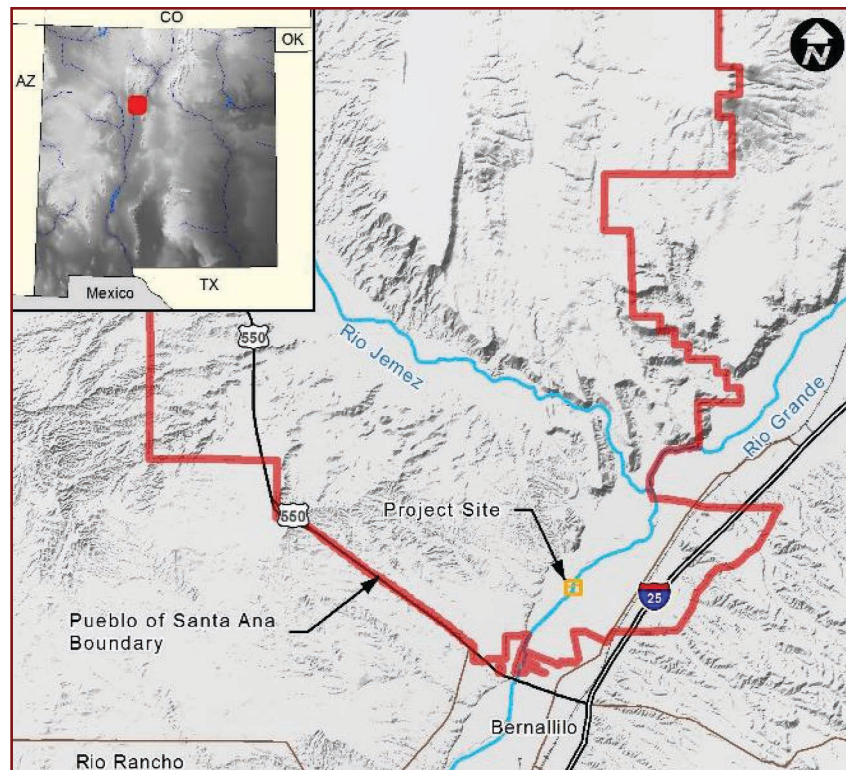 CO
OK
AZ
N
Mexico
TX
550
Rio Jemez
Rio Grande
550
Project Site
25
Pueblo of Santa Ana
Boundary
Bernallilo
Rio Rancho